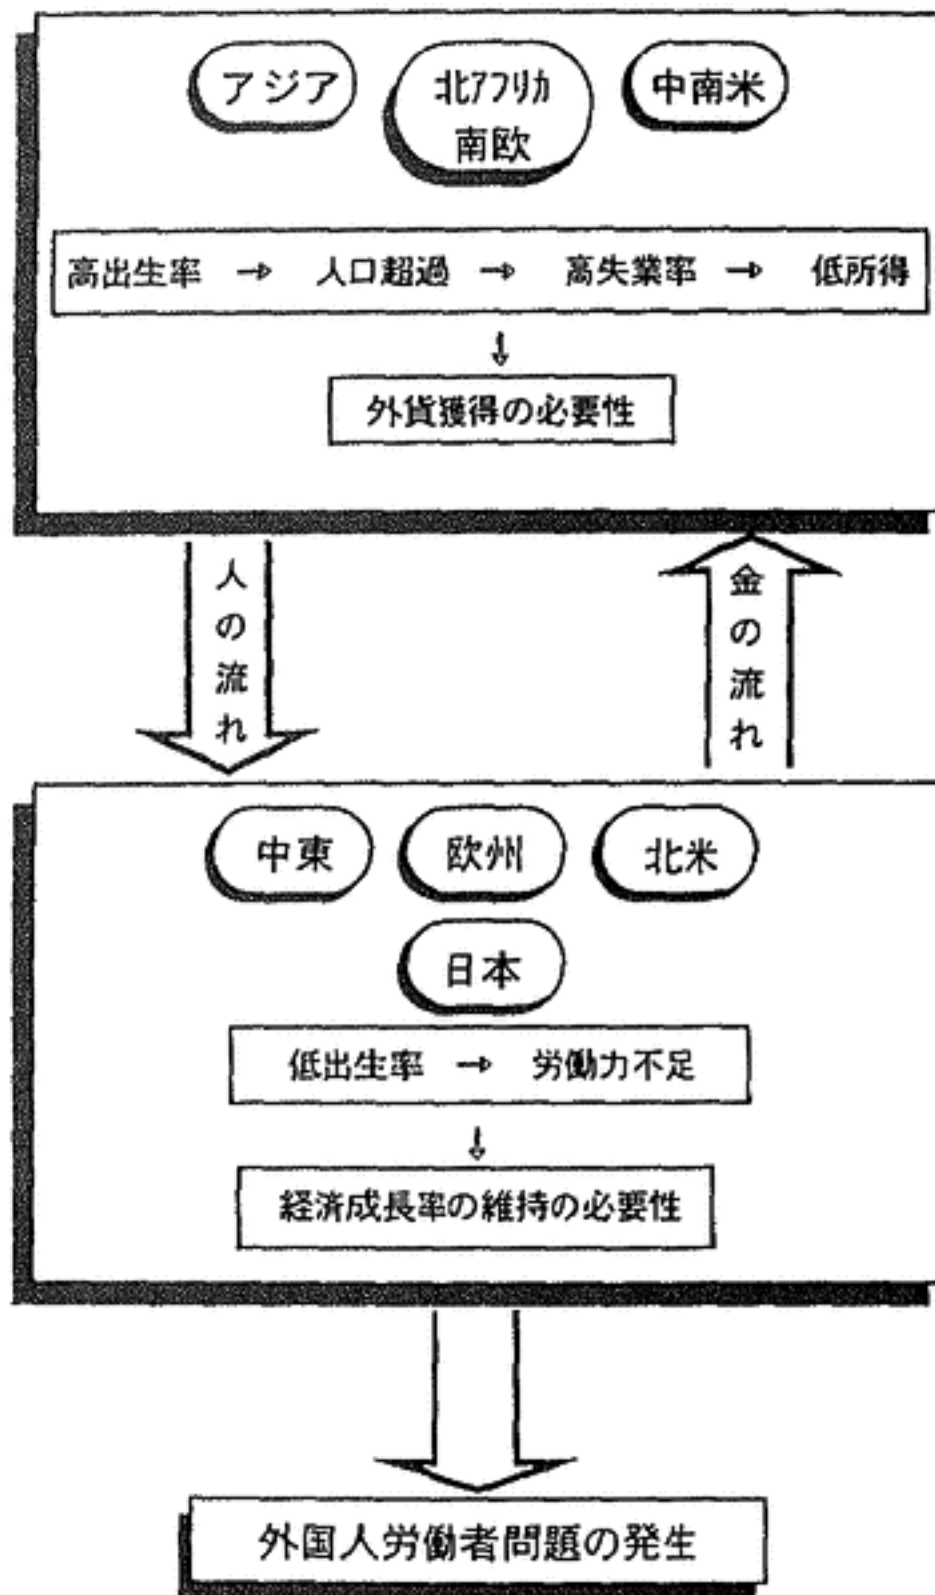 アジア
北アフリカ
南欧
中南米
高出生率 → 人口超過 → 高失業率 → 低所得
↓
外貨獲得の必要性
人の流れ
金の流れ
中東
欧州
北米
日本
低出生率 → 労働力不足
↓
経済成長率の維持の必要性
外国人労働者問題の発生